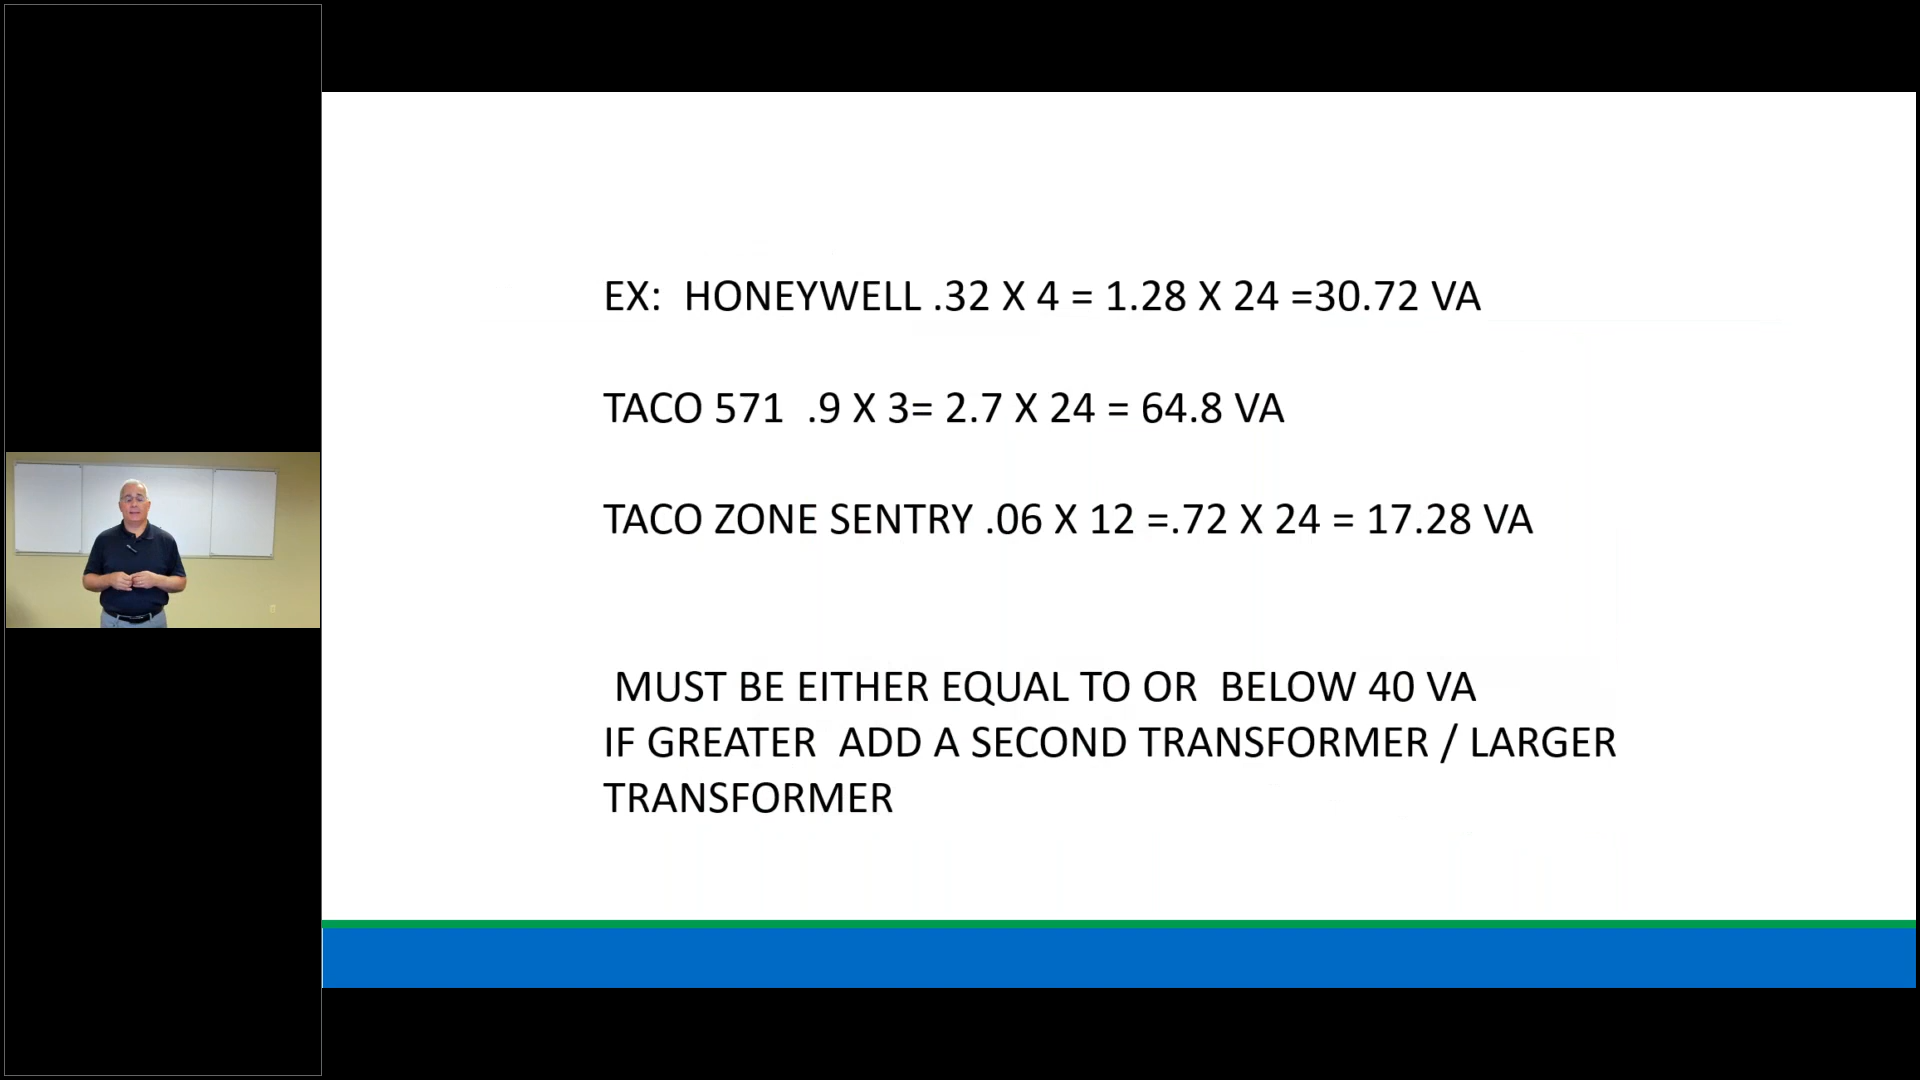 EX: HONEYWELL .32 X 4 = 1.28 X 24 =30.72 VA
TACO 571 .9 X 3= 2.7 X 24 = 64.8 VA
TACO ZONE SENTRY .06 X 12 =.72 X 24 = 17.28 VA
MUST BE EITHER EQUAL TO OR BELOW 40 VA
IF GREATER ADD A SECOND TRANSFORMER / LARGER
TRANSFORMER